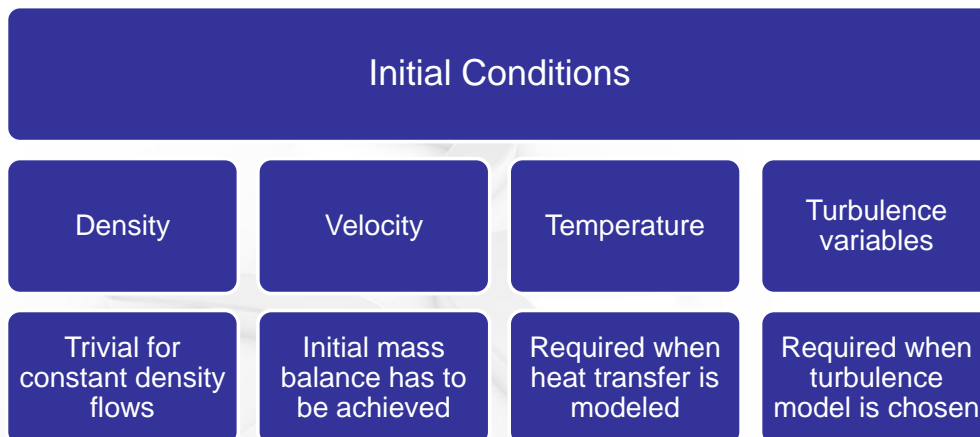 Initial Conditions
Density
Velocity
Temperature
Turbulence
variables
Trivial for
constant density
flows
Initial mass
balance has to
be achieved
Required when
heat transfer is
modeled
Required when
turbulence
model is chosen